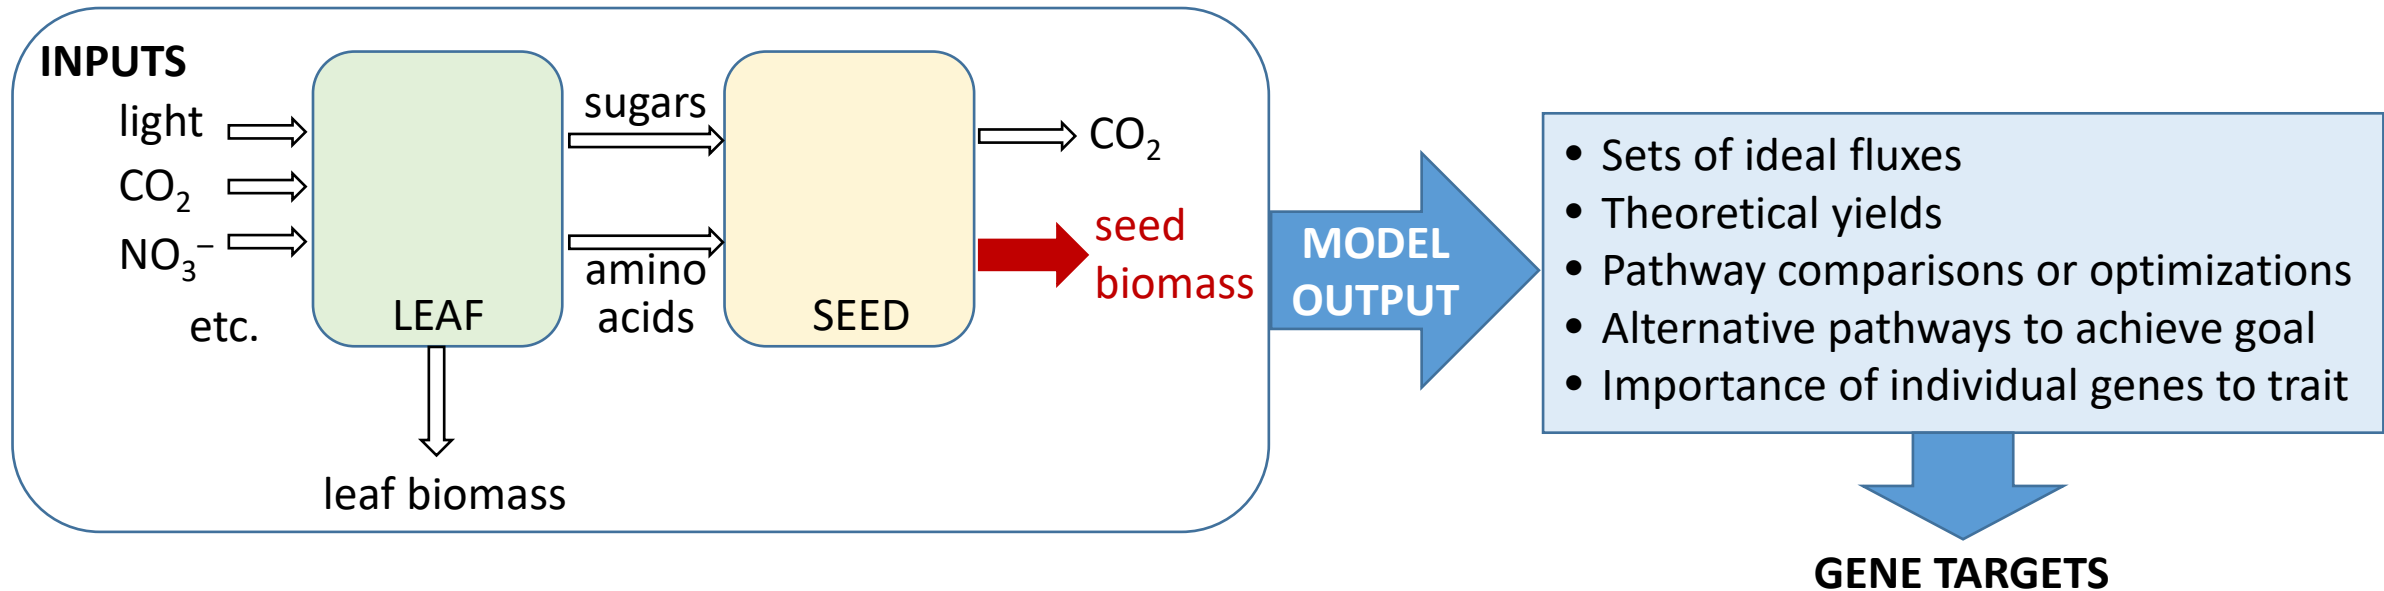 INPUTS
light
CO₂
NO₃⁻
etc.
LEAF
leaf biomass
sugars
amino
acids
SEED
CO₂
seed
biomass
MODEL
OUTPUT
• Sets of ideal fluxes
• Theoretical yields
• Pathway comparisons or optimizations
• Alternative pathways to achieve goal
• Importance of individual genes to trait
GENE TARGETS